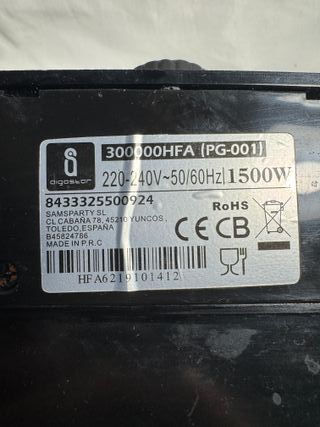 aigostar
300000HFA (PG-001)
220-240V~50/60Hz 1500W
8433325500924
SAMSPARTY SL
CL CABAÑA 78, 45210 YUNCOS,
TOLEDO, ESPAÑA
B45824786
MADE IN P.R.C
RoHS
CE CB
HFA6219101412